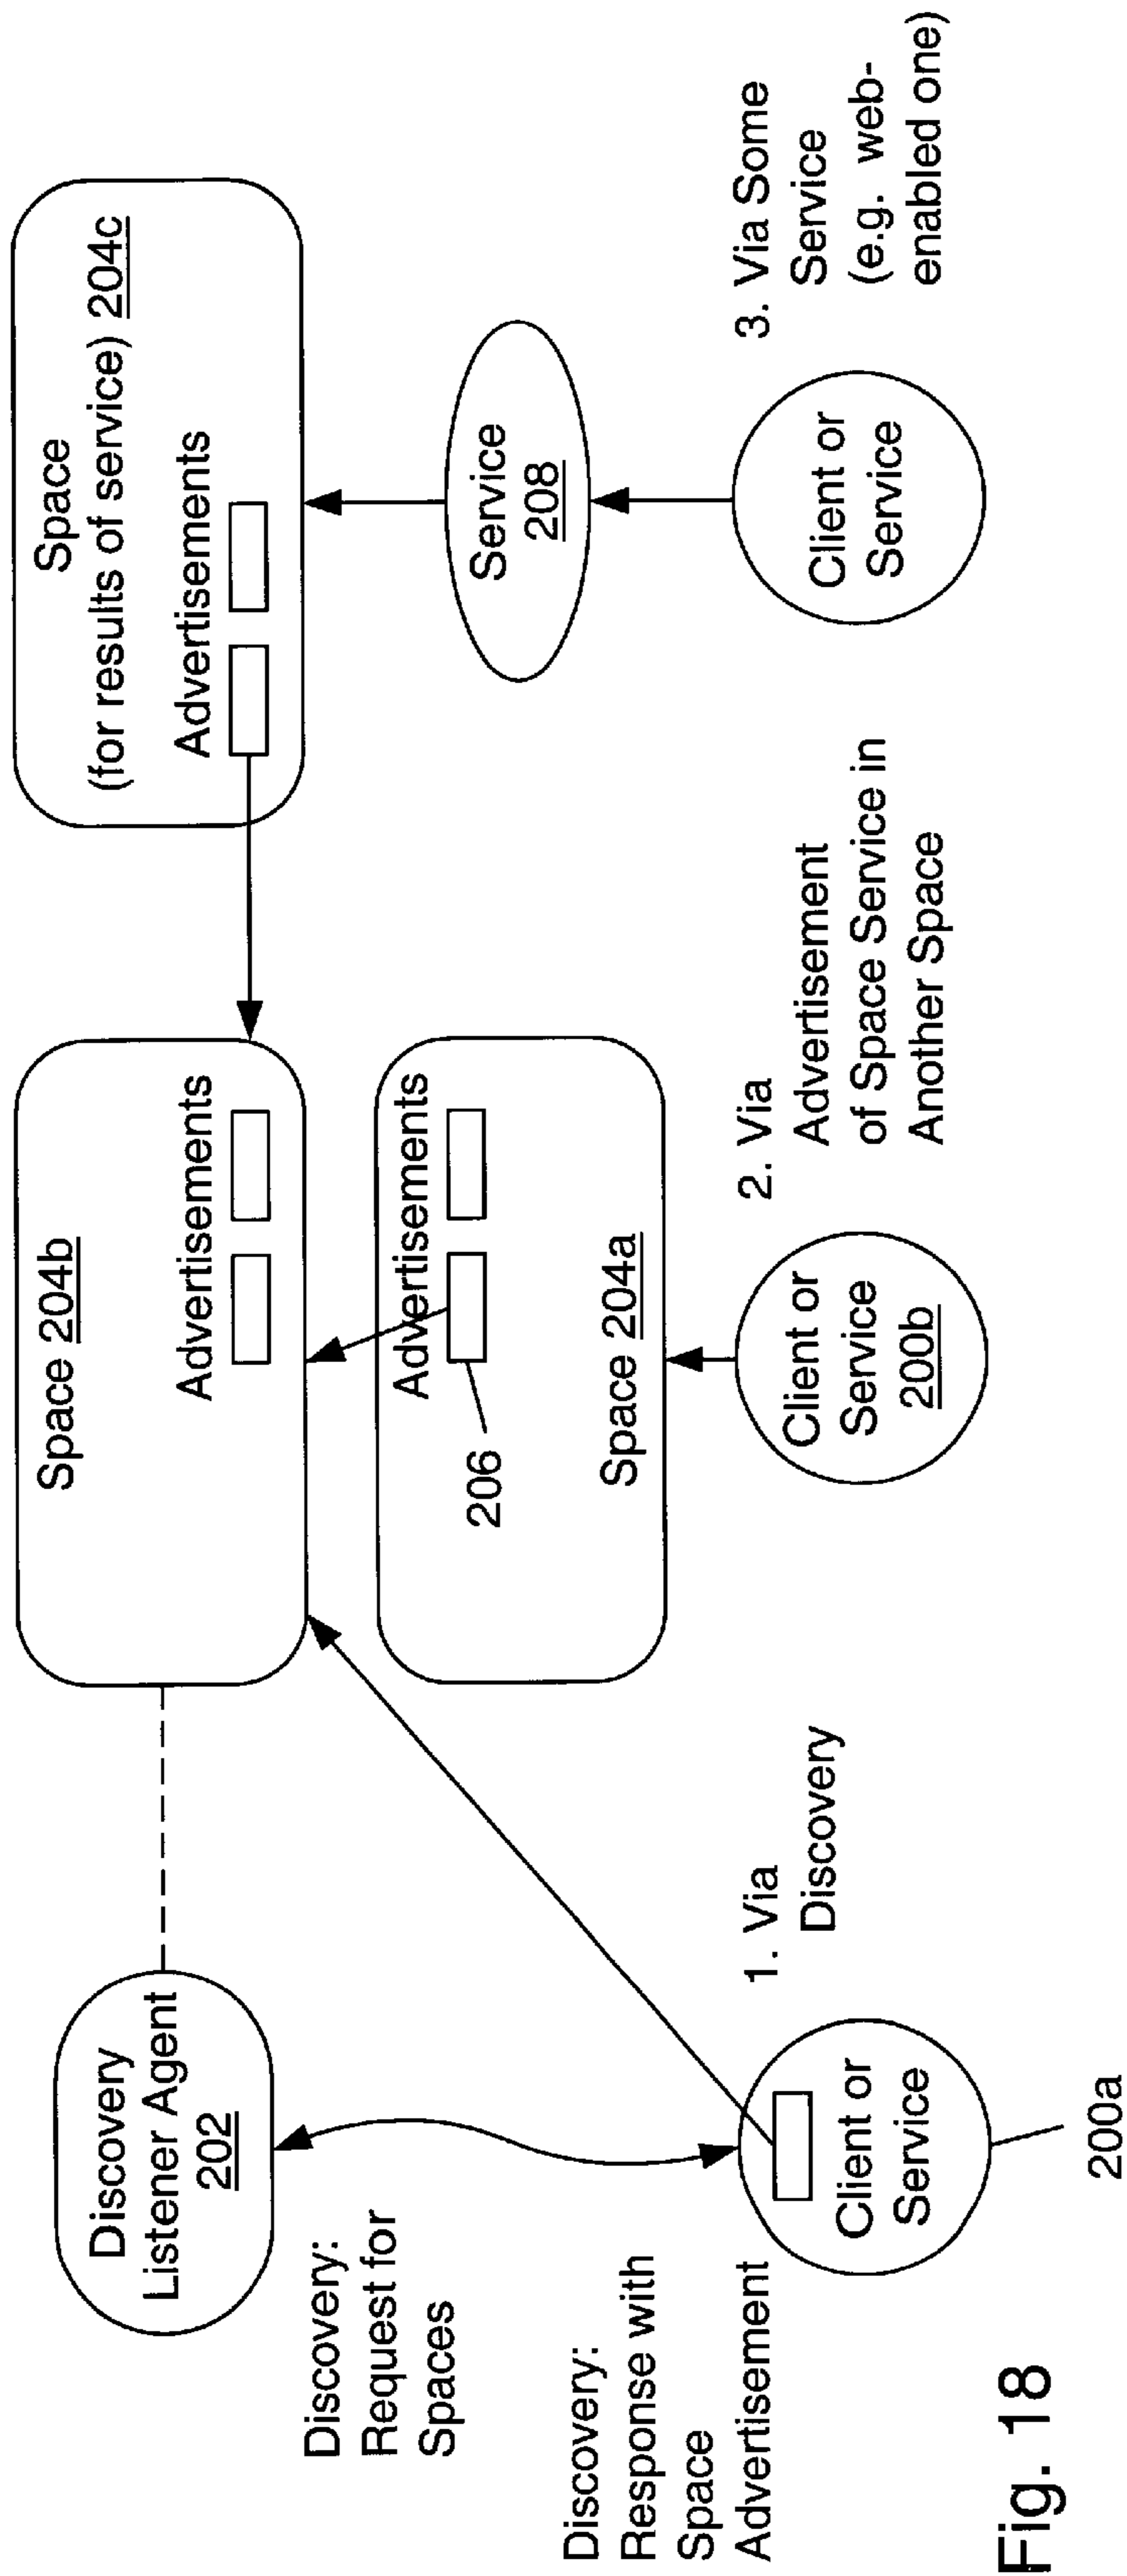 Discovery
Listener Agent
202
Discovery:
Request for
Spaces
Discovery:
Response with
Space
Advertisement
Client or
Service
200a
1. Via
Discovery
Space 204b
Advertisements
Advertisements
206
Space 204a
Client or
Service
200b
2. Via
Advertisement
of Space Service in
Another Space
Space
(for results of service) 204c
Advertisements
Service
208
Client or
Service
3. Via Some
Service
(e.g. web-
enabled one)
Fig. 18